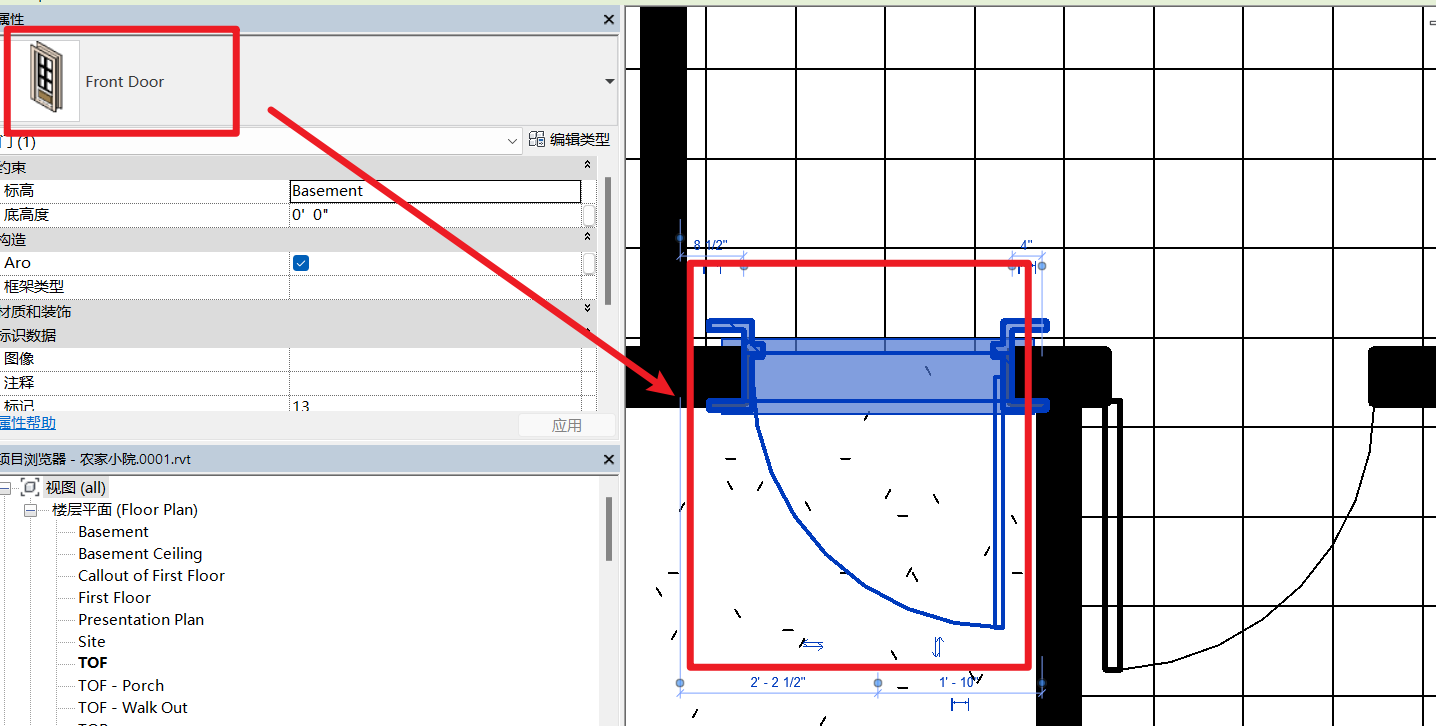 属性
Front Door
门 (1)
编辑类型
约束
标高
Basement
底高度
0' 0"
构造
Aro
框架类型
材质和装饰
标识数据
图像
注释
标记
13
属性帮助
应用
项目浏览器 - 农家小院.0001.rvt
视图 (all)
楼层平面 (Floor Plan)
Basement
Basement Ceiling
Callout of First Floor
First Floor
Presentation Plan
Site
TOF
TOF - Porch
TOF - Walk Out
8 1/2"
4"
2' - 2 1/2"
1' - 10"